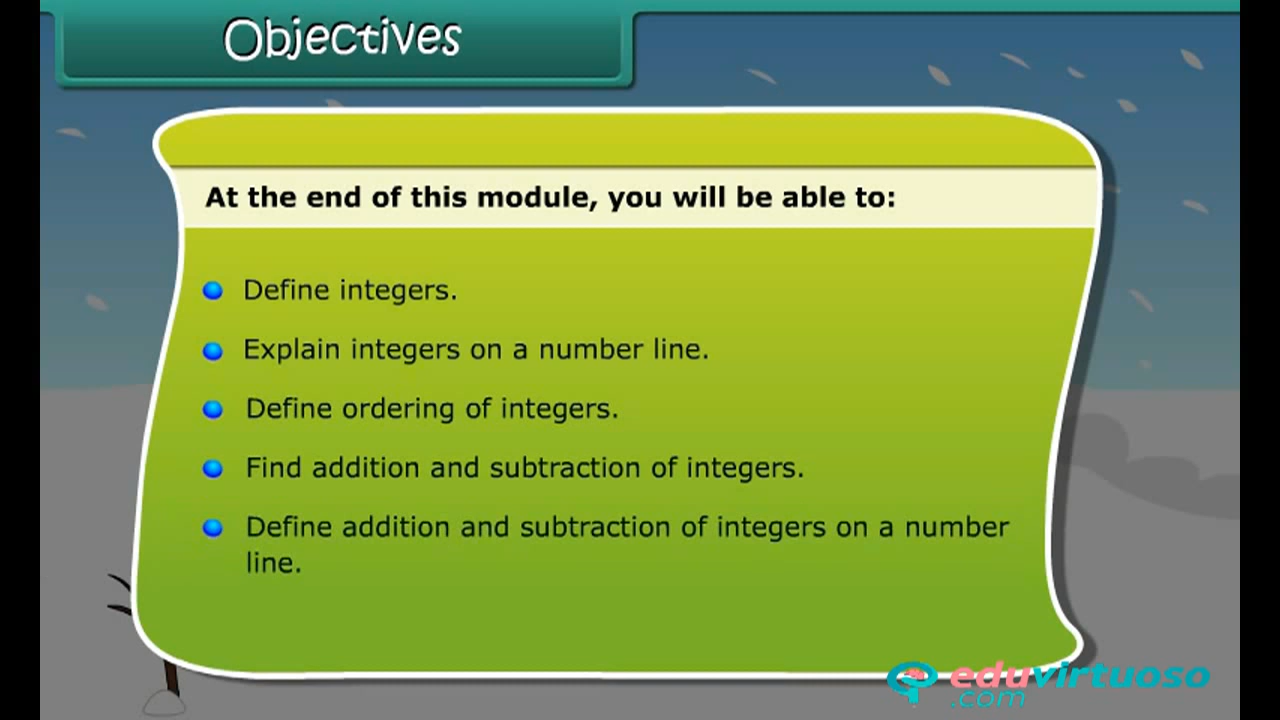 Objectives
At the end of this module, you will be able to:
Define integers.
Explain integers on a number line.
Define ordering of integers.
Find addition and subtraction of integers.
Define addition and subtraction of integers on a number
line.
eduvirtuoso
.com